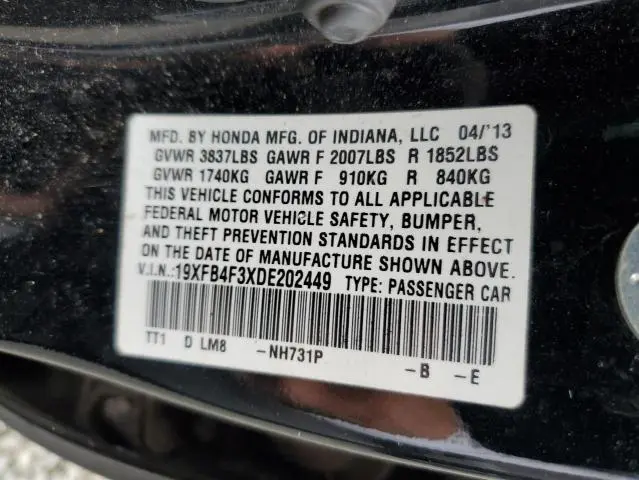 MFD. BY HONDA MFG. OF INDIANA, LLC 04/'13
GVWR 3837LBS GAWR F 2007LBS R 1852LBS
GVWR 1740KG GAWR F 910KG R 840KG
THIS VEHICLE CONFORMS TO ALL APPLICABLE
FEDERAL MOTOR VEHICLE SAFETY, BUMPER,
AND THEFT PREVENTION STANDARDS IN EFFECT
ON THE DATE OF MANUFACTURE SHOWN ABOVE.
V.I.N.:19XFB4F3XDE202449 TYPE: PASSENGER CAR
TT1 D LM8 -NH731P -B -E